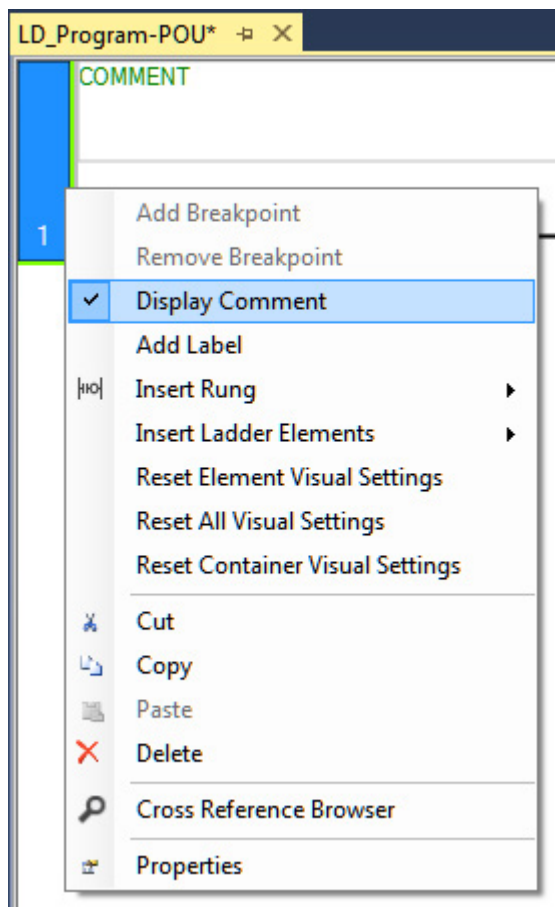 LD_Program-POU*
COMMENT
1
Add Breakpoint
Remove Breakpoint
Display Comment
Add Label
Insert Rung
Insert Ladder Elements
Reset Element Visual Settings
Reset All Visual Settings
Reset Container Visual Settings
Cut
Copy
Paste
Delete
Cross Reference Browser
Properties